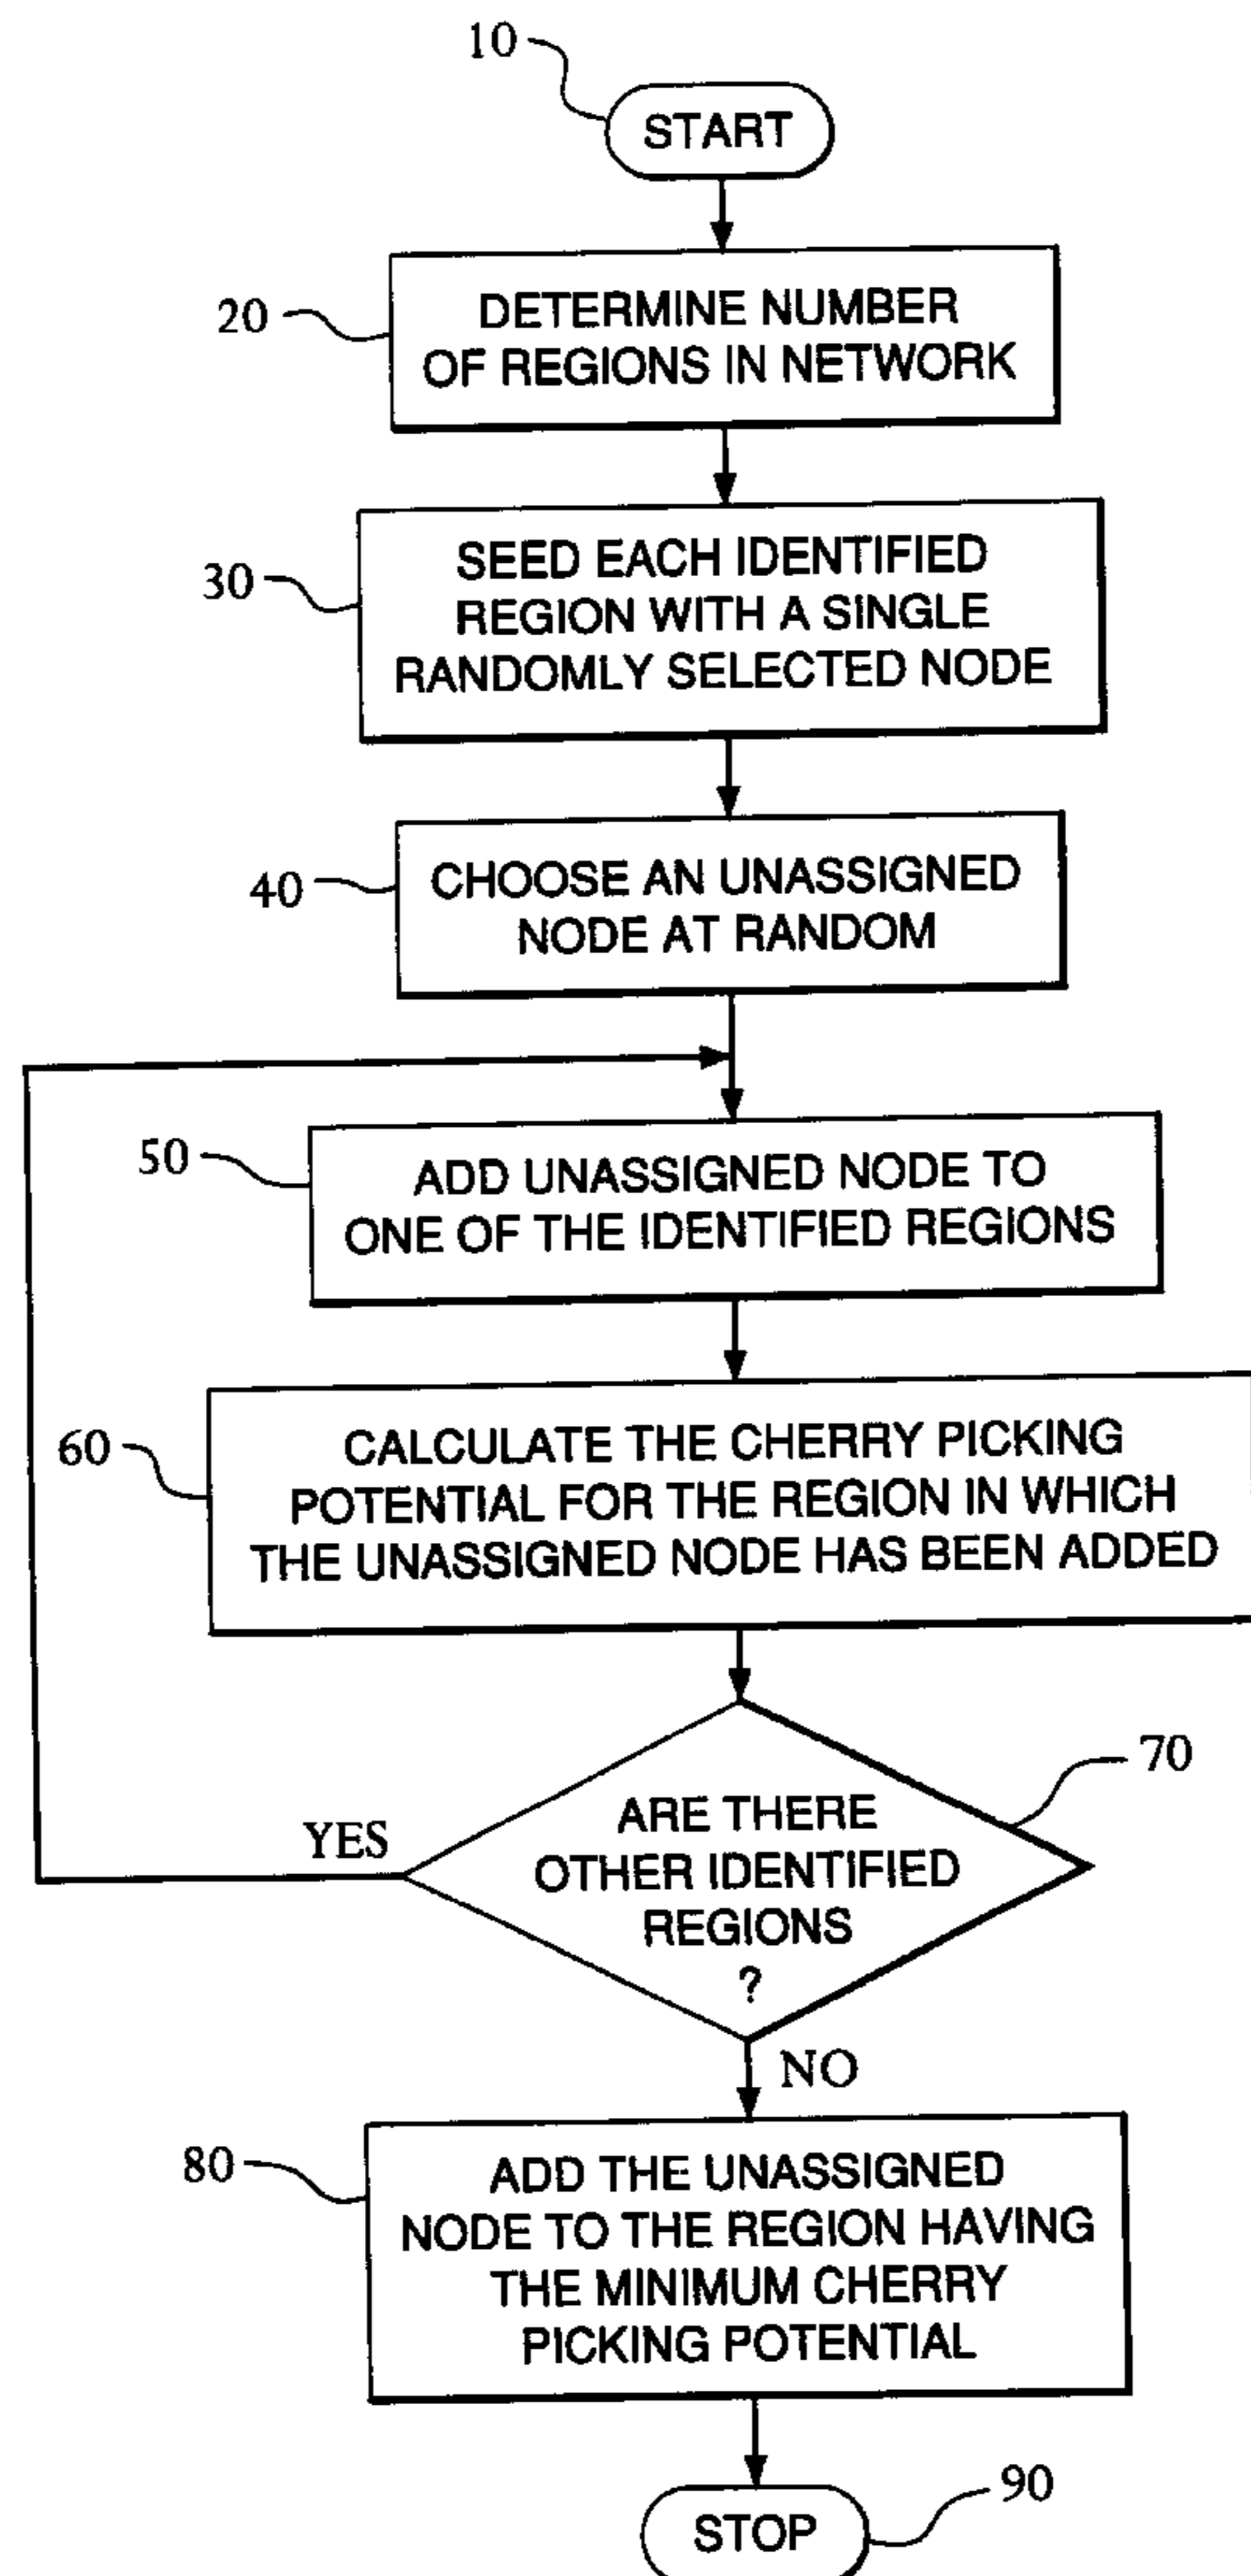 10
START
20
DETERMINE NUMBER
OF REGIONS IN NETWORK
30
SEED EACH IDENTIFIED
REGION WITH A SINGLE
RANDOMLY SELECTED NODE
40
CHOOSE AN UNASSIGNED
NODE AT RANDOM
50
ADD UNASSIGNED NODE TO
ONE OF THE IDENTIFIED REGIONS
60
CALCULATE THE CHERRY PICKING
POTENTIAL FOR THE REGION IN WHICH
THE UNASSIGNED NODE HAS BEEN ADDED
70
YES
ARE THERE
OTHER IDENTIFIED
REGIONS
?
NO
80
ADD THE UNASSIGNED
NODE TO THE REGION HAVING
THE MINIMUM CHERRY
PICKING POTENTIAL
90
STOP